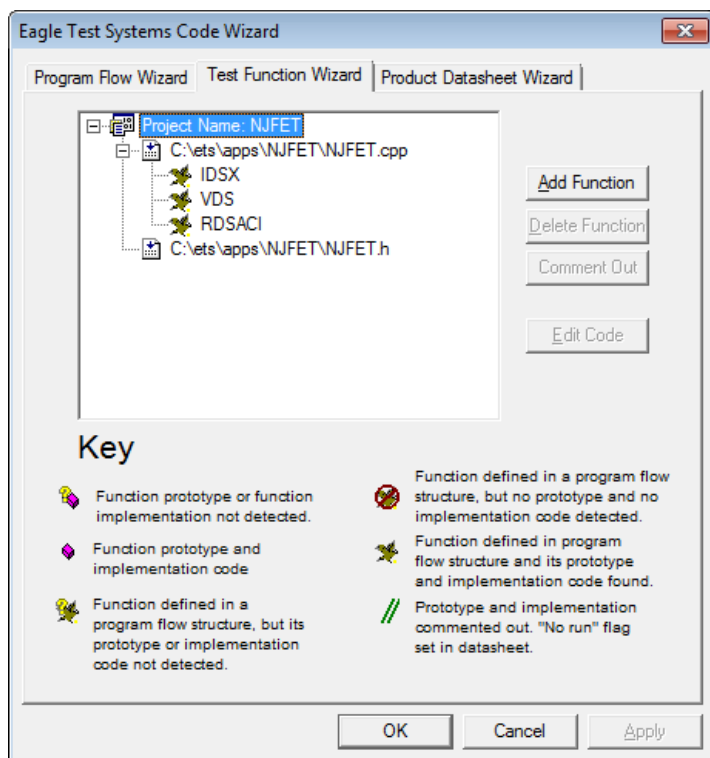 Eagle Test Systems Code Wizard
Program Flow Wizard
Test Function Wizard
Product Datasheet Wizard
Project Name: NJFET
C:\ets\apps\NJFET\NJFET.cpp
IDSX
VDS
RDSACI
C:\ets\apps\NJFET\NJFET.h
Add Function
Delete Function
Comment Out
Edit Code
Key
Function prototype or function
implementation not detected.
Function prototype and
implementation code
Function defined in a
program flow structure, but its
prototype or implementation
code not detected.
Function defined in a program flow
structure, but no prototype and no
implementation code detected.
Function defined in program
flow structure and its prototype
and implementation code found.
Prototype and implementation
commented out. "No run" flag
set in datasheet.
OK
Cancel
Apply